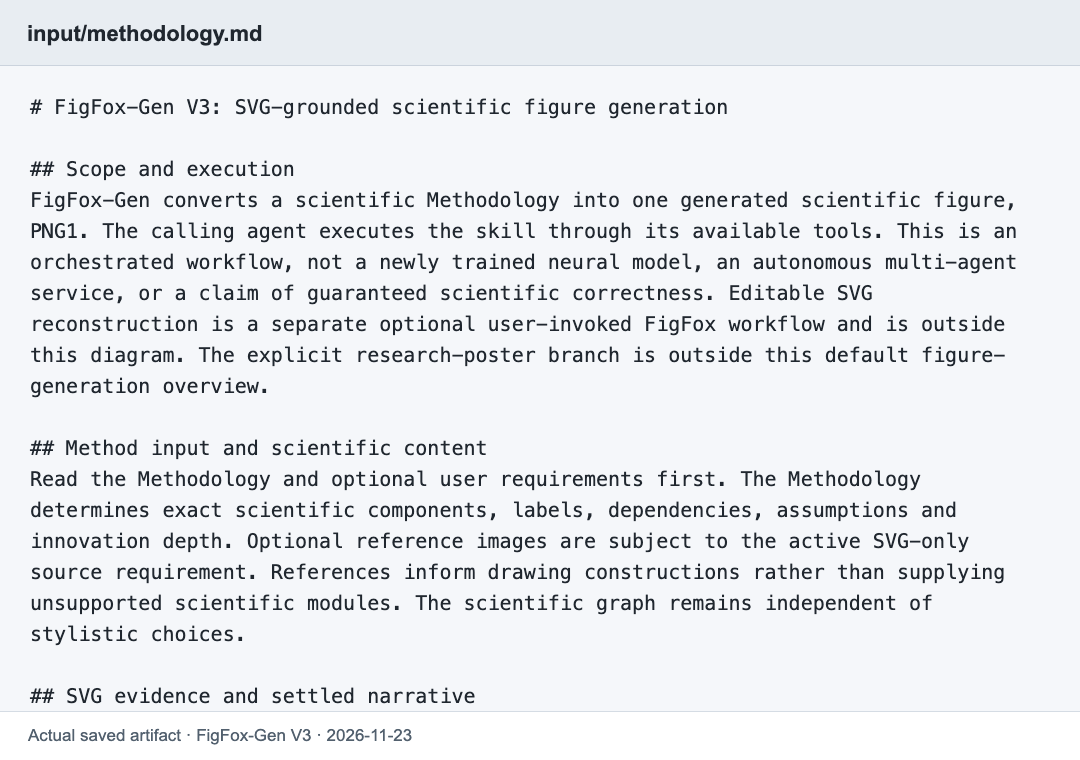 input/methodology.md
# FigFox-Gen V3: SVG-grounded scientific figure generation
## Scope and execution
FigFox-Gen converts a scientific Methodology into one generated scientific figure,
PNG1. The calling agent executes the skill through its available tools. This is an
orchestrated workflow, not a newly trained neural model, an autonomous multi-agent
service, or a claim of guaranteed scientific correctness. Editable SVG
reconstruction is a separate optional user-invoked FigFox workflow and is outside
this diagram. The explicit research-poster branch is outside this default figure-
generation overview.
## Method input and scientific content
Read the Methodology and optional user requirements first. The Methodology
determines exact scientific components, labels, dependencies, assumptions and
innovation depth. Optional reference images are subject to the active SVG-only
source requirement. References inform drawing constructions rather than supplying
unsupported scientific modules. The scientific graph remains independent of
stylistic choices.
## SVG evidence and settled narrative
Actual saved artifact · FigFox-Gen V3 · 2026-11-23